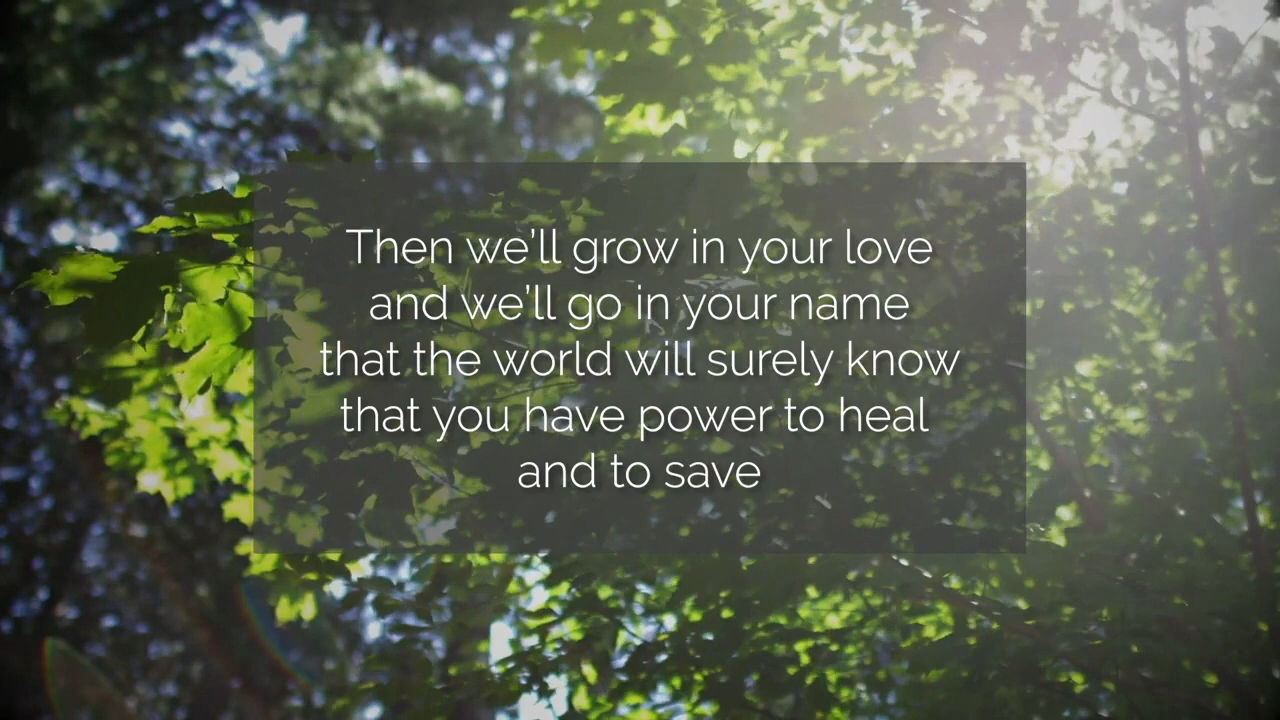 Then we’ll grow in your love
and we’ll go in your name
that the world will surely know
that you have power to heal
and to save